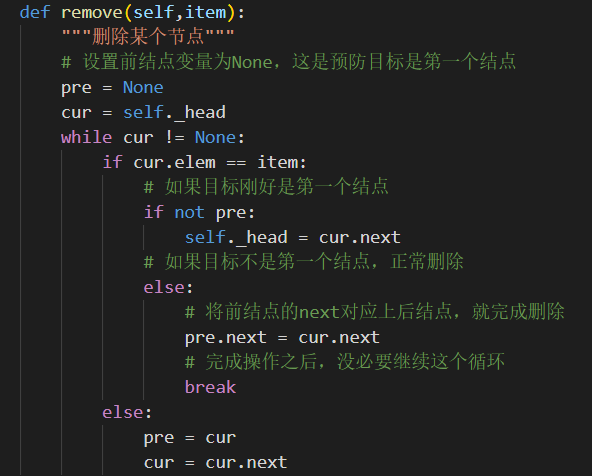 def remove(self,item):
    """删除某个节点"""
    # 设置前结点变量为None，这是预防目标是第一个结点
    pre = None
    cur = self._head
    while cur != None:
        if cur.elem == item:
            # 如果目标刚好是第一个结点
            if not pre:
                self._head = cur.next
            # 如果目标不是第一个结点，正常删除
            else:
                # 将前结点的next对应上后结点，就完成删除
                pre.next = cur.next
                # 完成操作之后，没必要继续这个循环
                break
        else:
            pre = cur
            cur = cur.next